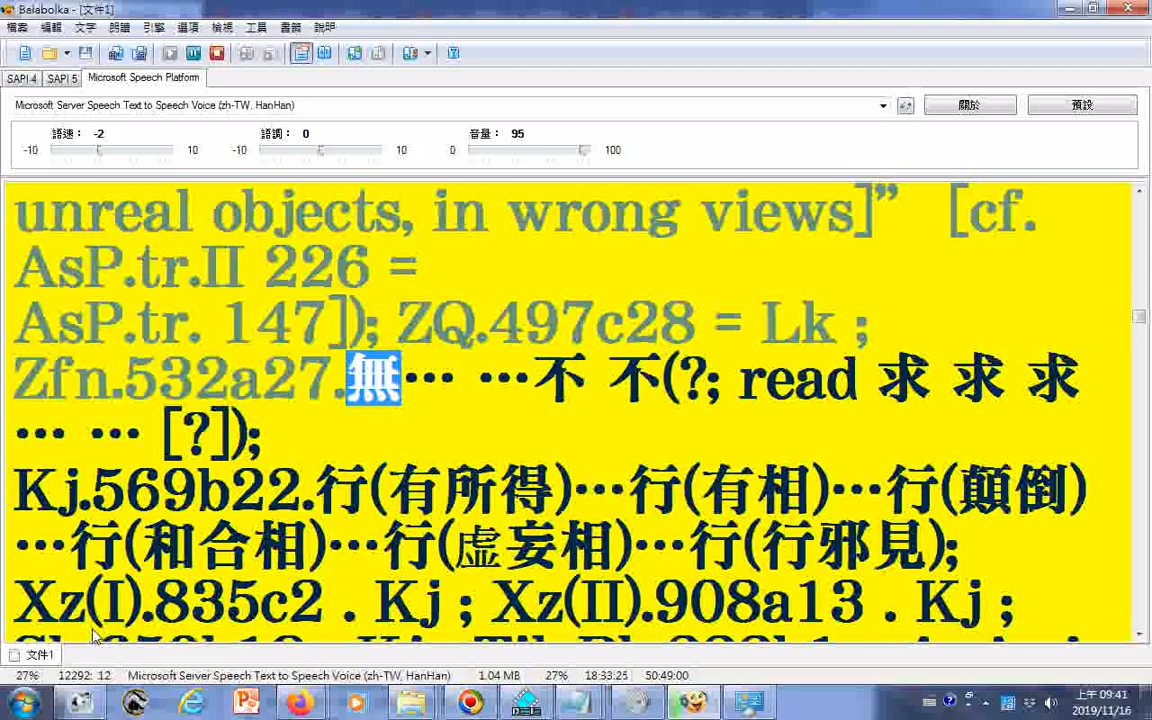 Balabolka - [文件1]
檔案 編輯 文字 朗讀 引擎 選項 檢視 工具 書籤 說明
SAPI 4 SAPI 5 Microsoft Speech Platform
Microsoft Server Speech Text to Speech Voice (zh-TW, HanHan) 關於 預設
語速： -2 語調： 0 音量： 95
-10 10 -10 10 0 100
unreal objects, in wrong views]” [cf.
AsP.tr.II 226 =
AsP.tr. 147]); ZQ.497c28 = Lk ;
Zfn.532a27.無… …不 不(?; read 求 求 求
… … [?]);
Kj.569b22.行(有所得)…行(有相)…行(顛倒)
…行(和合相)…行(虛妄相)…行(行邪見);
Xz(I).835c2 . Kj ; Xz(II).908a13 . Kj ;
文件1
27% 12292: 12 Microsoft Server Speech Text to Speech Voice (zh-TW, HanHan) 1.04 MB 27% 18:33:25 50:49:00
上午 09:41
2019/11/16